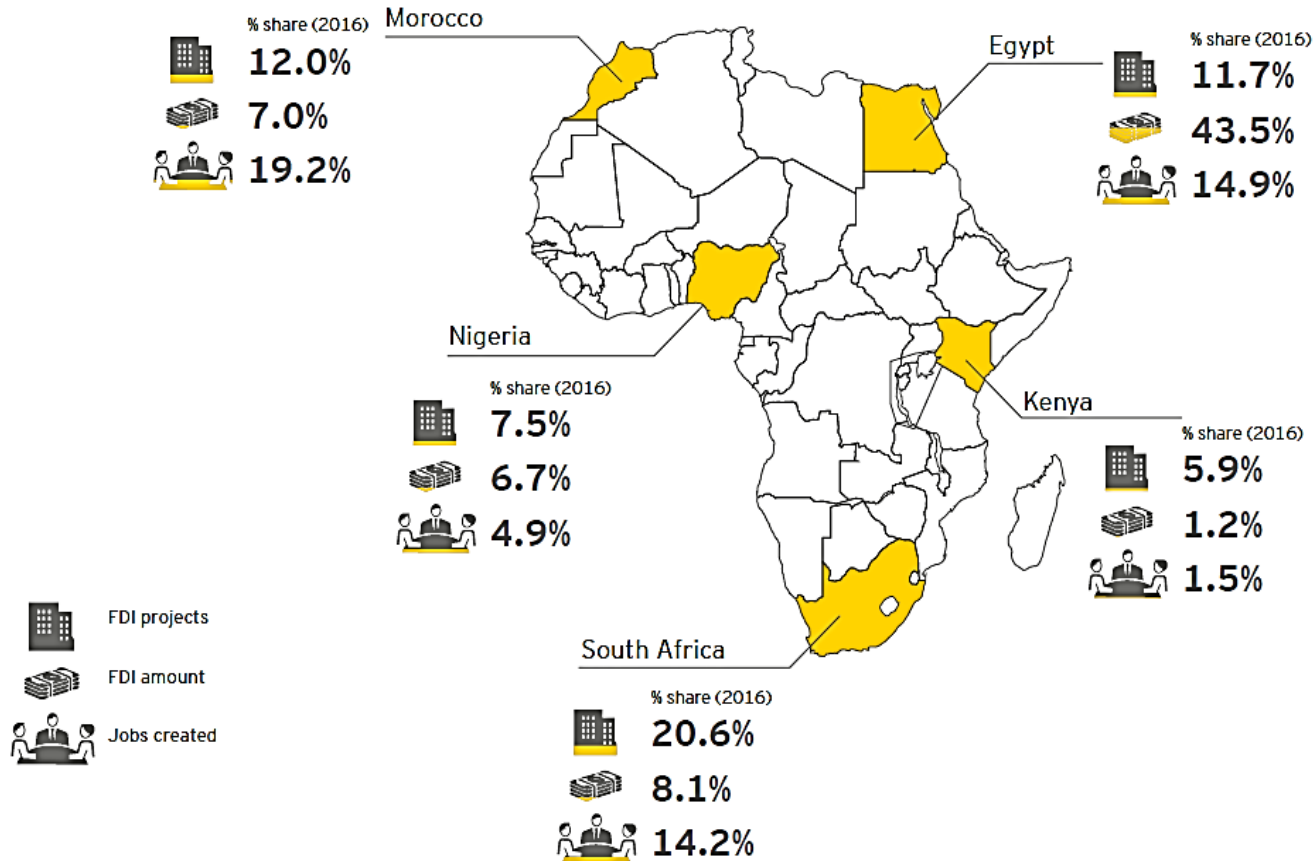 Morocco
% share (2016)
12.0%
7.0%
19.2%
Egypt
% share (2016)
11.7%
43.5%
14.9%
Nigeria
% share (2016)
7.5%
6.7%
4.9%
Kenya
% share (2016)
5.9%
1.2%
1.5%
South Africa
% share (2016)
20.6%
8.1%
14.2%
FDI projects
FDI amount
Jobs created